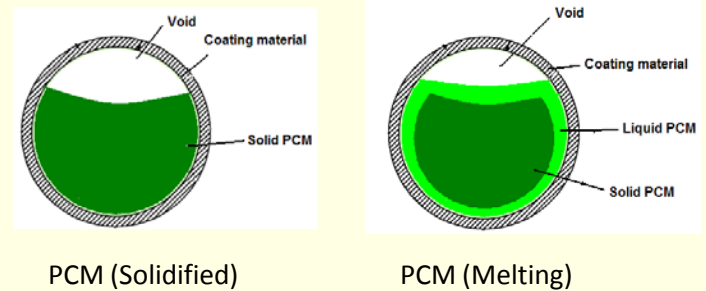 Void
Coating material
Solid PCM
PCM (Solidified)
Void
Coating material
Liquid PCM
Solid PCM
PCM (Melting)